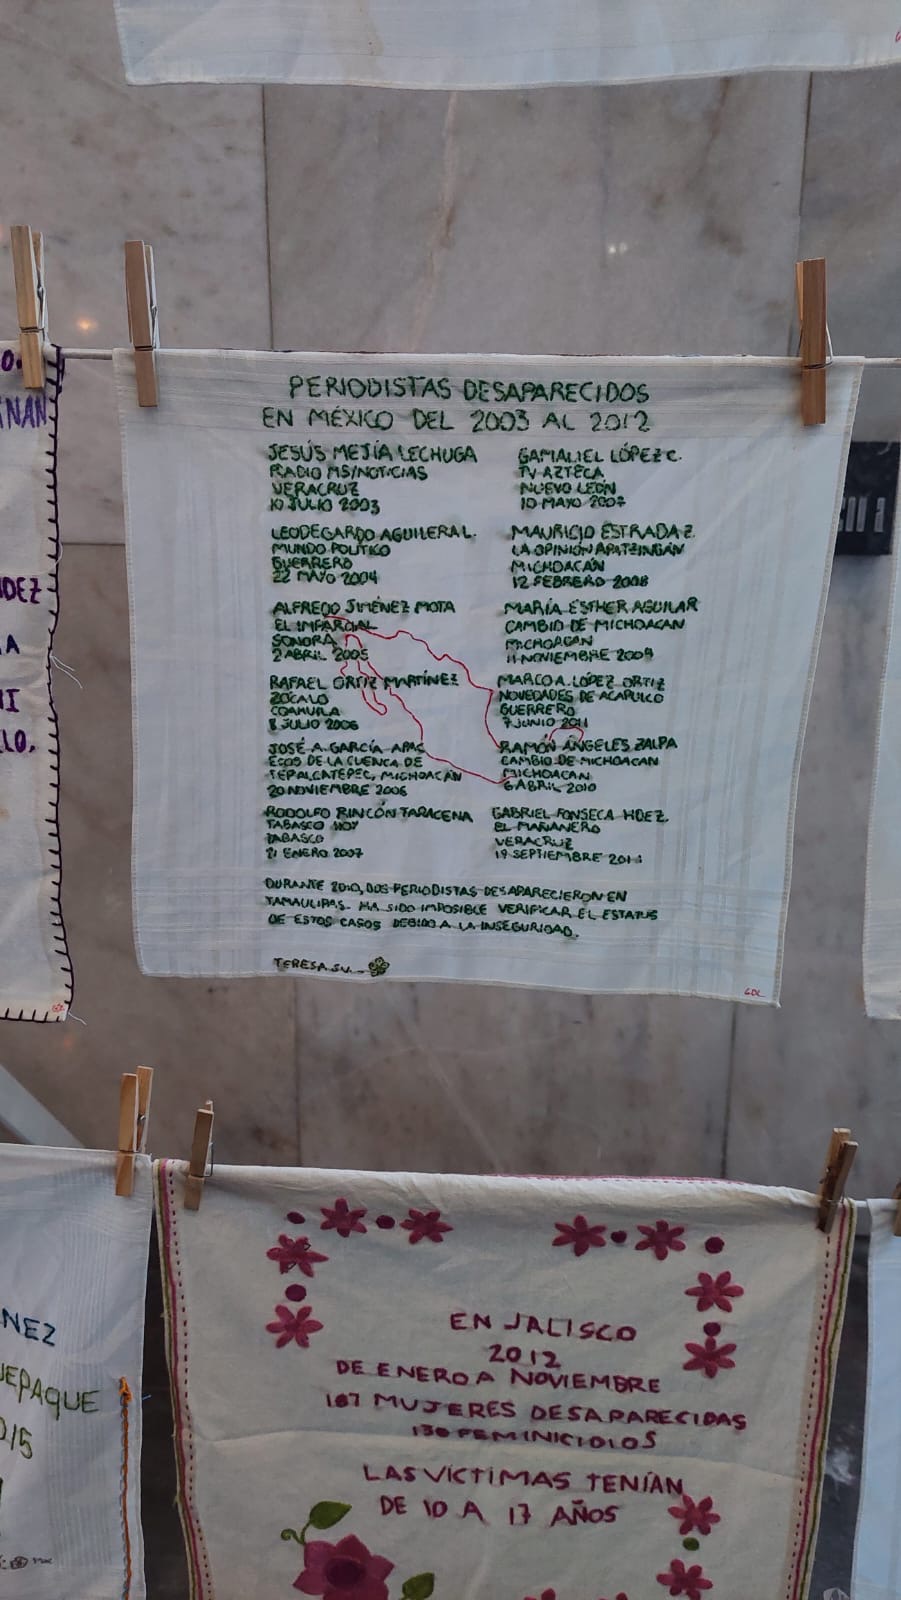 PERIODISTAS DESAPARECIDOS
EN MÉXICO DEL 2003 AL 2012
JESÚS MEJÍA LECHUGA
RADIO MS/NOTICIAS
VERACRUZ
10 JULIO 2003
LEODEGARDO AGUILERA L.
MUNDO POLÍTICO
GUERRERO
22 MAYO 2004
ALFREDO JIMÉNEZ MOTA
EL IMPARCIAL
SONORA
2 ABRIL 2005
RAFAEL ORTIZ MARTÍNEZ
ZÓCALO
COAHUILA
8 JULIO 2006
JOSÉ A. GARCÍA APAC
ECOS DE LA CUENCA DE
TEPALCATEPEC, MICHOACÁN
20 NOVIEMBRE 2006
RODOLFO RINCÓN TARACENA
TABASCO HOY
TABASCO
21 ENERO 2007
GAMALIEL LÓPEZ C.
TV AZTECA
NUEVO LEÓN
10 MAYO 2007
MAURICIO ESTRADA Z.
LA OPINIÓN APATZINGÁN
MICHOACÁN
12 FEBRERO 2008
MARÍA ESTHER AGUILAR
CAMBIO DE MICHOACAN
MICHOACAN
11 NOVIEMBRE 2009
MARCO A. LÓPEZ ORTIZ
NOVEDADES DE ACAPULCO
GUERRERO
7 JUNIO 2011
RAMÓN ÁNGELES ZALPA
CAMBIO DE MICHOACAN
MICHOACAN
6 ABRIL 2010
GABRIEL FONSECA HDEZ.
EL MAÑANERO
VERACRUZ
19 SEPTIEMBRE 2011
DURANTE 2010, DOS PERIODISTAS DESAPARECIERON EN
TAMAULIPAS. HA SIDO IMPOSIBLE VERIFICAR EL ESTATUS
DE ESTOS CASOS DEBIDO A LA INSEGURIDAD.
TERESA SU.
GDL
EN JALISCO
2012
DE ENERO A NOVIEMBRE
187 MUJERES DESAPARECIDAS
130 FEMINICIDIOS
LAS VÍCTIMAS TENÍAN
DE 10 A 17 AÑOS